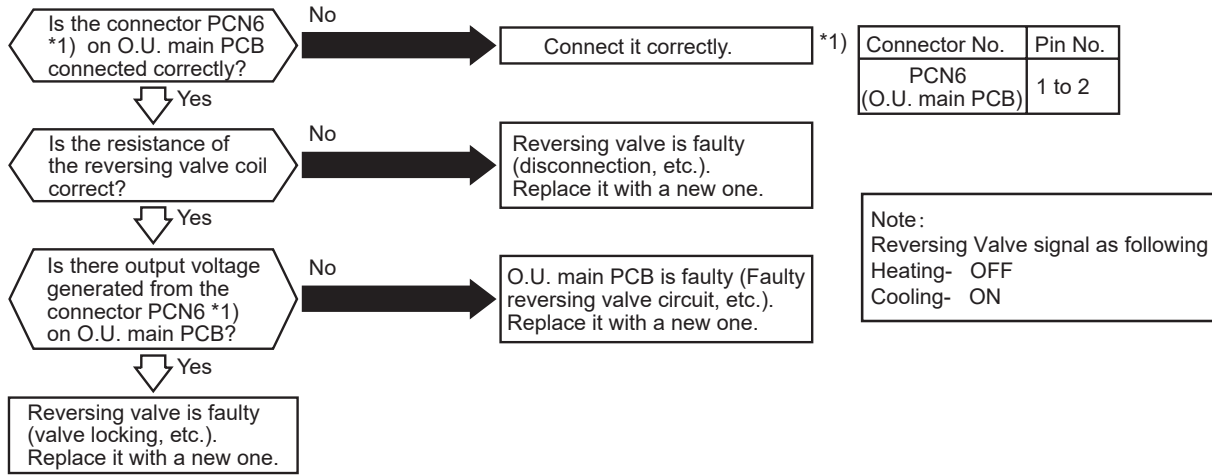 Is the connector PCN6
*1) on O.U. main PCB
connected correctly?
No
Connect it correctly.
*1)
Connector No. Pin No.
PCN6
(O.U. main PCB)
1 to 2
Yes
Is the resistance of
the reversing valve coil
correct?
No
Reversing valve is faulty
(disconnection, etc.).
Replace it with a new one.
Yes
Is there output voltage
generated from the
connector PCN6 *1)
on O.U. main PCB?
No
O.U. main PCB is faulty (Faulty
reversing valve circuit, etc.).
Replace it with a new one.
Note:
Reversing Valve signal as following
Heating- OFF
Cooling- ON
Yes
Reversing valve is faulty
(valve locking, etc.).
Replace it with a new one.